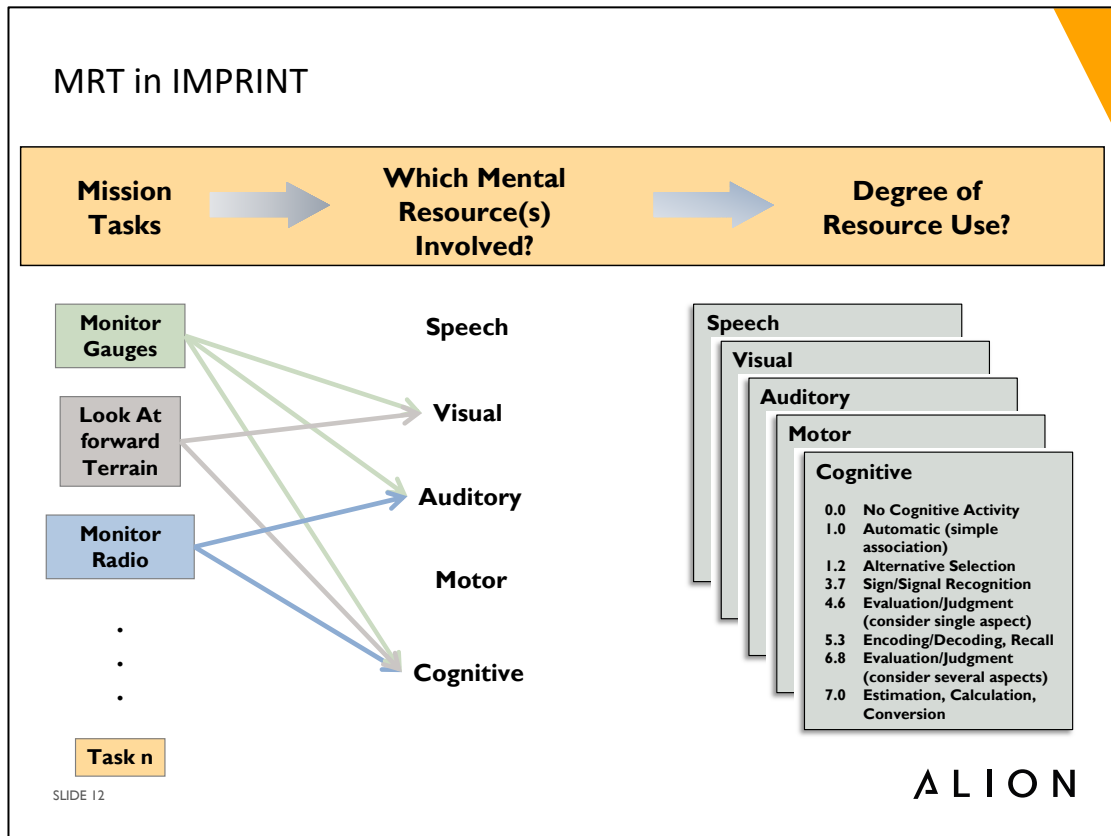 MRT in IMPRINT
Mission
Tasks
Which Mental
Resource(s)
Involved?
Degree of
Resource Use?
Monitor
Gauges
Look At
forward
Terrain
Monitor
Radio
.
.
.
Task n
Speech
Visual
Auditory
Motor
Cognitive
Speech
Visual
Auditory
Motor
Cognitive
0.0 No Cognitive Activity
1.0 Automatic (simple
association)
1.2 Alternative Selection
3.7 Sign/Signal Recognition
4.6 Evaluation/Judgment
(consider single aspect)
5.3 Encoding/Decoding, Recall
6.8 Evaluation/Judgment
(consider several aspects)
7.0 Estimation, Calculation,
Conversion
SLIDE 12
ALION